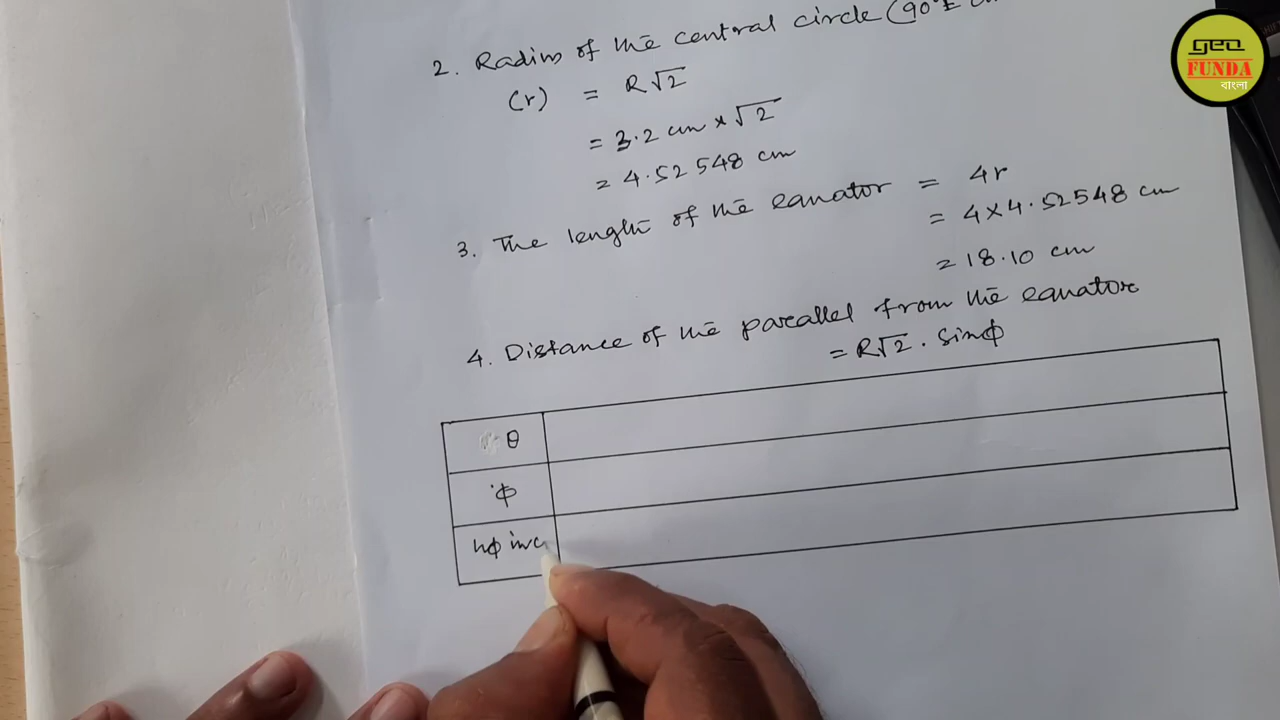 2. Radius of the central circle (90°E
(r) = R√2
= 3.2 cm × √2
= 4.52548 cm
3. The length of the equator = 4r
= 4×4.52548 cm
= 18.10 cm
4. Distance of the parallel from the equator
= R√2 . Sinϕ
θ
ϕ
hϕ in c
geo
FUNDA
বাংলা